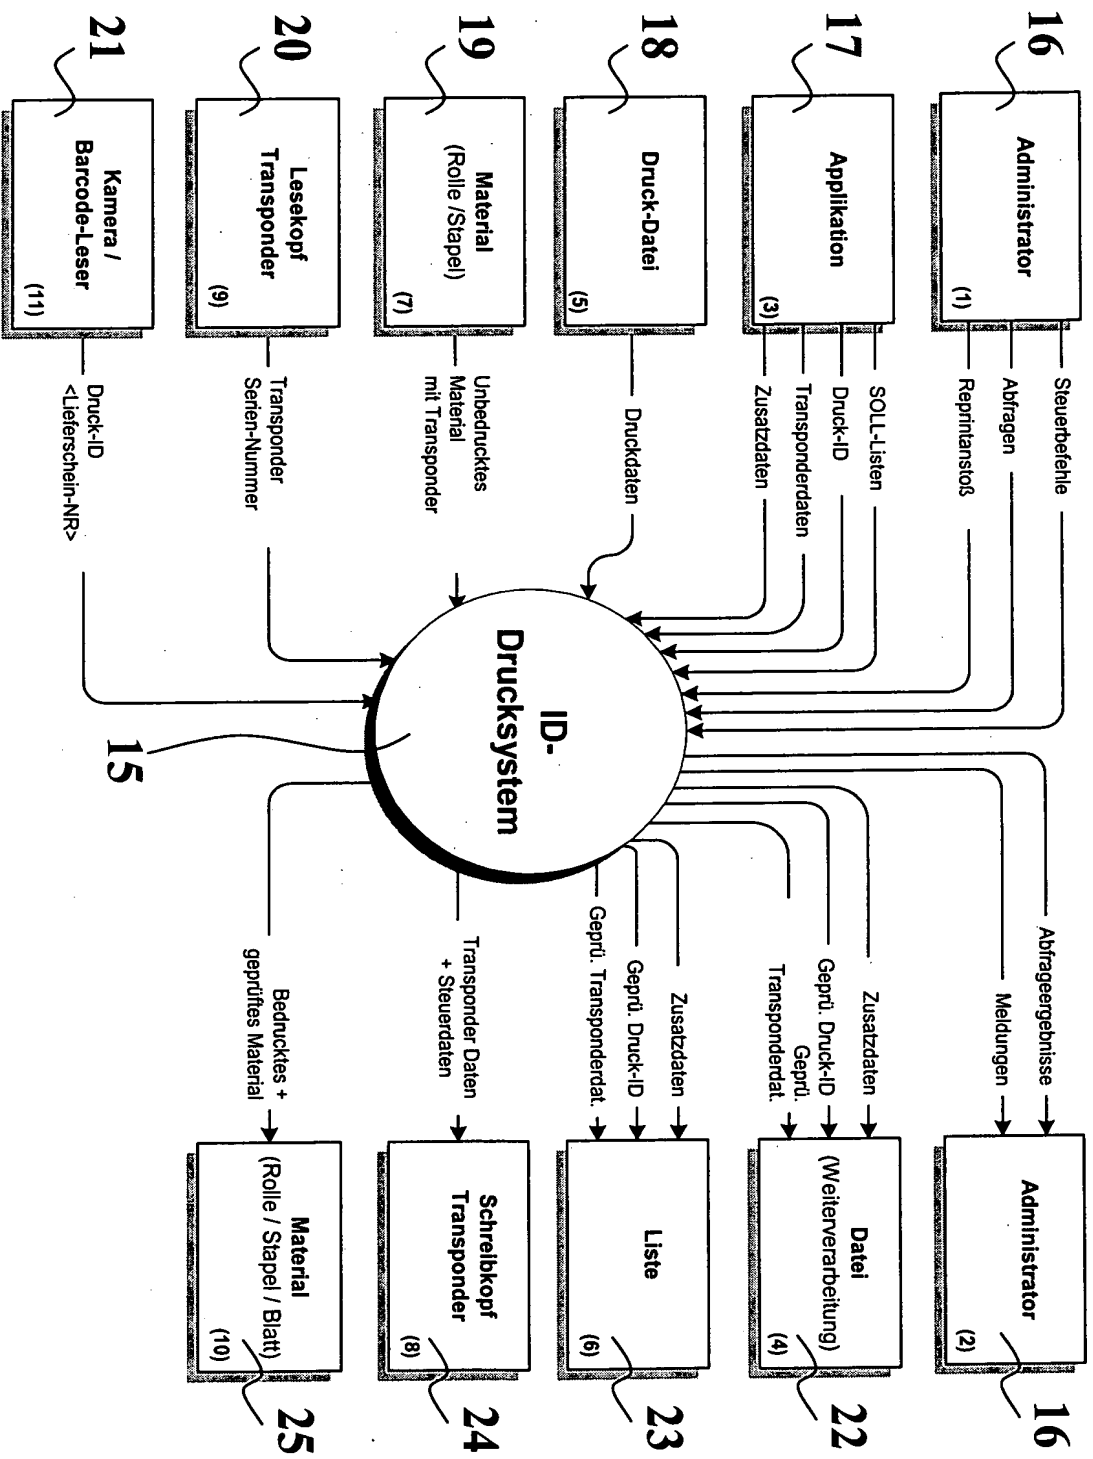 16
Administrator
(1)
Steuerbefehle
Abfragen
Reprintanstoß
17
Applikation
(3)
SOLL-Listen
Druck-ID
Transponderdaten
Zusatzdaten
18
Druck-Datei
(5)
Druckdaten
19
Material
(Rolle /Stapel)
(7)
Unbedrucktes
Material
mit Transponder
20
Lesekopf
Transponder
(9)
Transponder
Serien-Nummer
21
Kamera /
Barcode-Leser
(11)
Druck-ID
<Lieferschein-NR>
ID-
Drucksystem
15
Abfrageergebnisse
Meldungen
Administrator
(2)
16
Zusatzdaten
Geprü. Druck-ID
Geprü.
Transponderdat.
Datei
(Weiterverarbeitung)
(4)
22
Zusatzdaten
Geprü. Druck-ID
Geprü. Transponderdat.
Liste
(6)
23
Transponder Daten
+ Steuerdaten
Schreibkopf
Transponder
(8)
24
Bedrucktes +
geprüftes Material
Material
(Rolle / Stapel / Blatt)
(10)
25